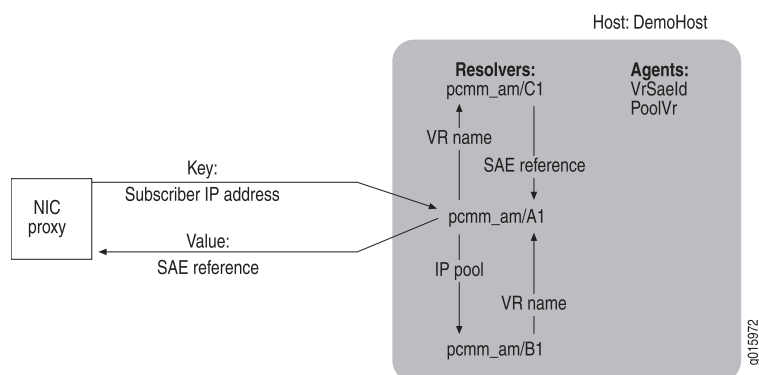 Host: DemoHost
Resolvers:
pcmm_am/C1
Agents:
VrSaeId
PoolVr
VR name
SAE reference
Key:
Subscriber IP address
NIC
proxy
pcmm_am/A1
Value:
SAE reference
IP pool
VR name
pcmm_am/B1
g015972